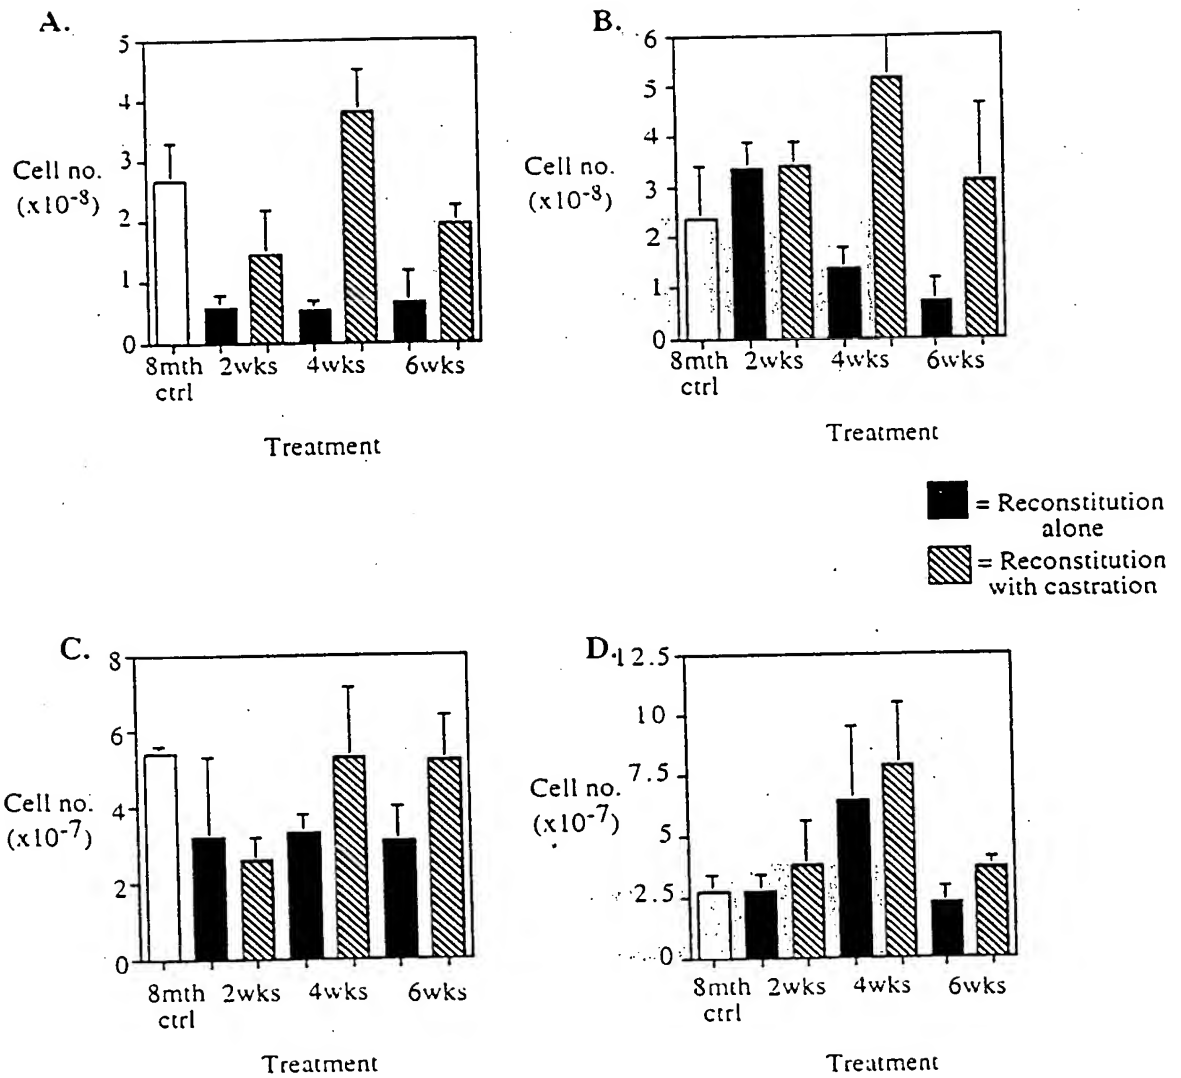 A.
5
4
3
2
1
0
Cell no.
(x10-8)
8mth 2wks 4wks 6wks
ctrl
Treatment
B.
6
5
4
3
2
1
0
Cell no.
(x10-8)
8mth 2wks 4wks 6wks
ctrl
Treatment
= Reconstitution
alone
= Reconstitution
with castration
C.
8
6
4
2
0
Cell no.
(x10-7)
8mth 2wks 4wks 6wks
ctrl
Treatment
D.
12.5
10
7.5
5
2.5
0
Cell no.
(x10-7)
8mth 2wks 4wks 6wks
ctrl
Treatment